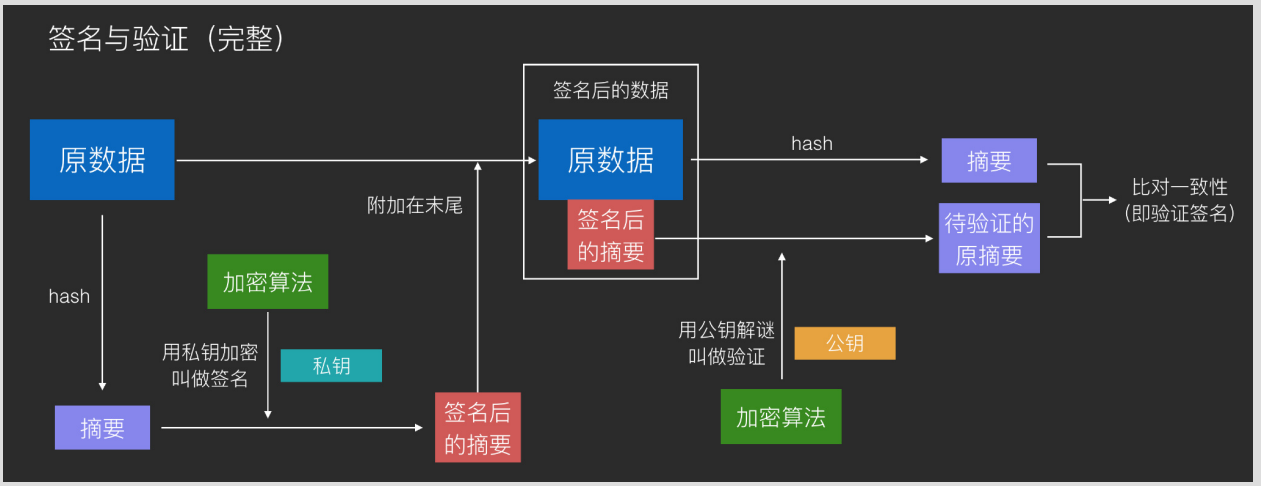 签名与验证（完整）
原数据
hash
摘要
加密算法
用私钥加密
叫做签名
私钥
签名后
的摘要
附加在末尾
签名后的数据
原数据
签名后
的摘要
hash
摘要
待验证的
原摘要
用公钥解谜
叫做验证
公钥
加密算法
比对一致性
(即验证签名)